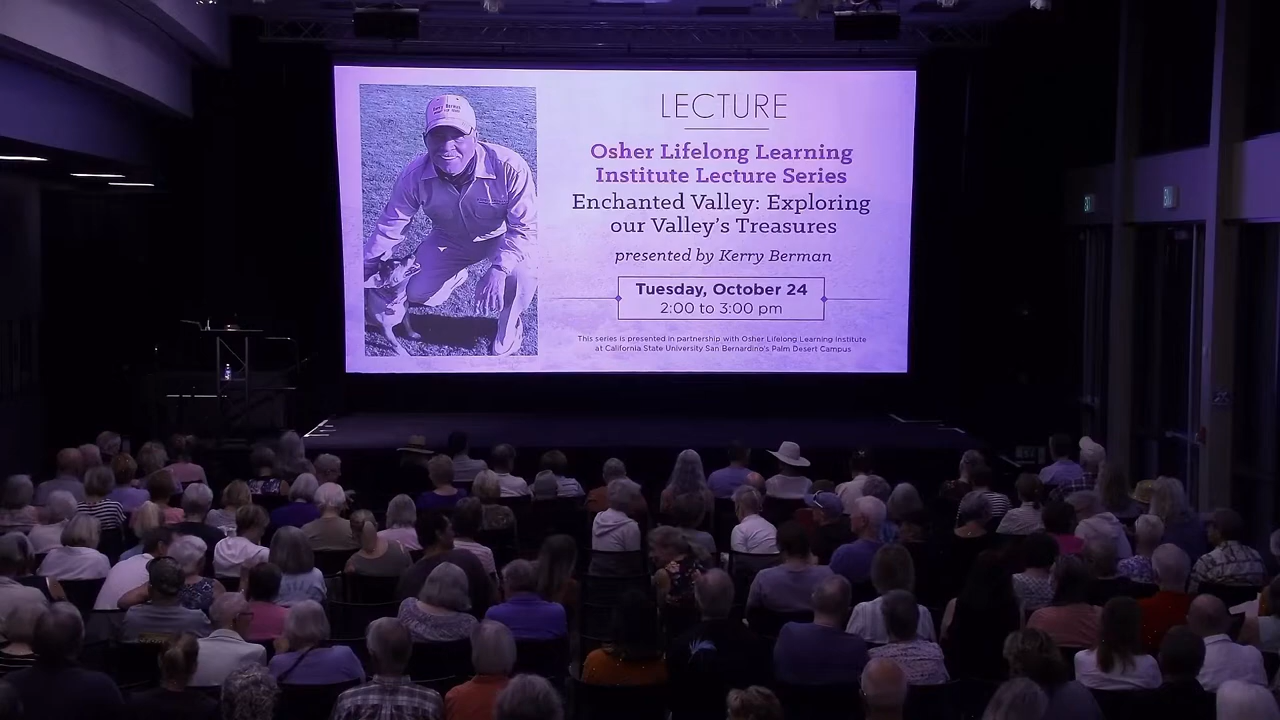 LECTURE
Osher Lifelong Learning
Institute Lecture Series
Enchanted Valley: Exploring
our Valley's Treasures
presented by Kerry Berman
Tuesday, October 24
2:00 to 3:00 pm
This series is presented in partnership with Osher Lifelong Learning Institute
at California State University San Bernardino's Palm Desert Campus